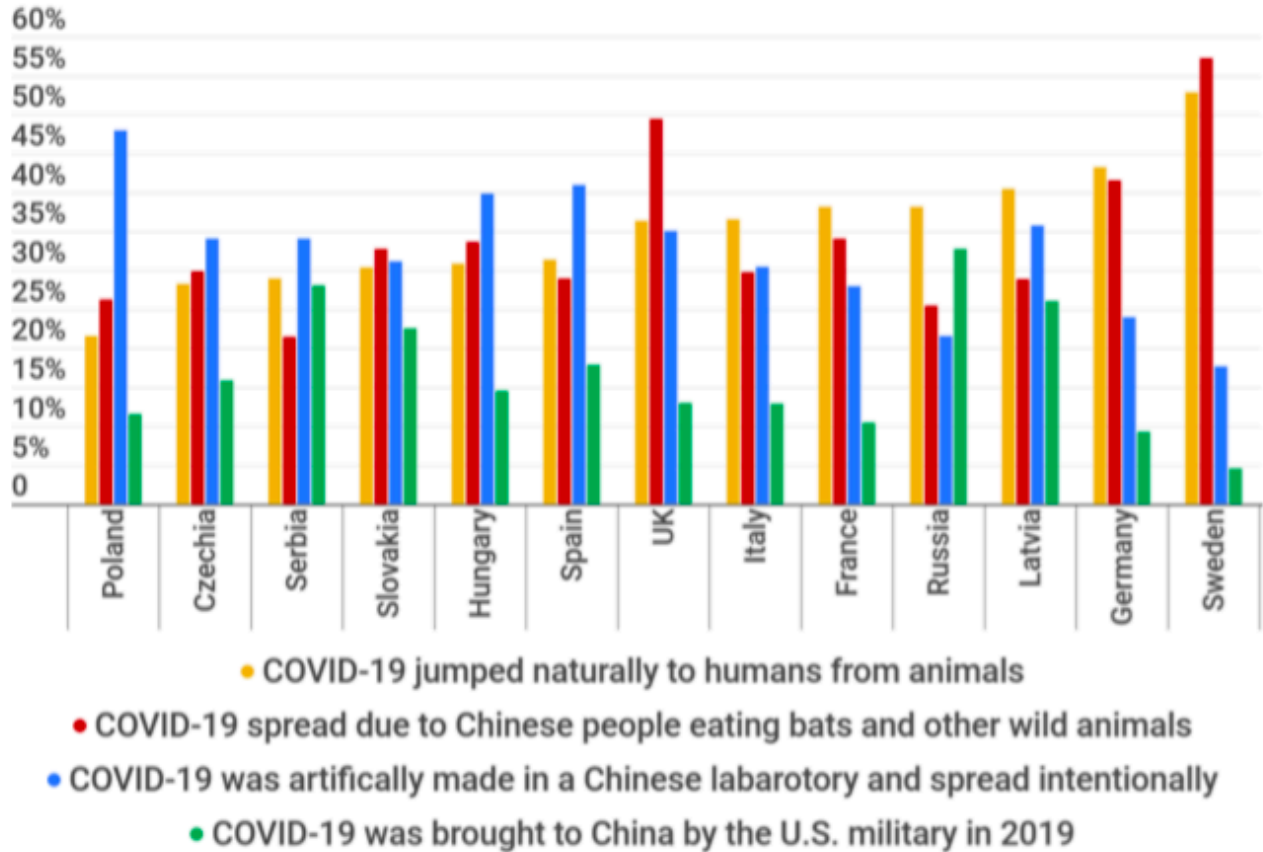 60%
55%
50%
45%
40%
35%
30%
25%
20%
15%
10%
5%
0
Poland
Czechia
Serbia
Slovakia
Hungary
Spain
UK
Italy
France
Russia
Latvia
Germany
Sweden
COVID-19 jumped naturally to humans from animals
COVID-19 spread due to Chinese people eating bats and other wild animals
COVID-19 was artifically made in a Chinese labarotory and spread intentionally
COVID-19 was brought to China by the U.S. military in 2019